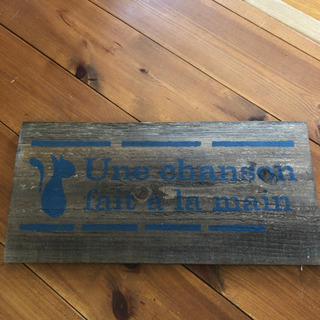 Une chanson
fait à la main